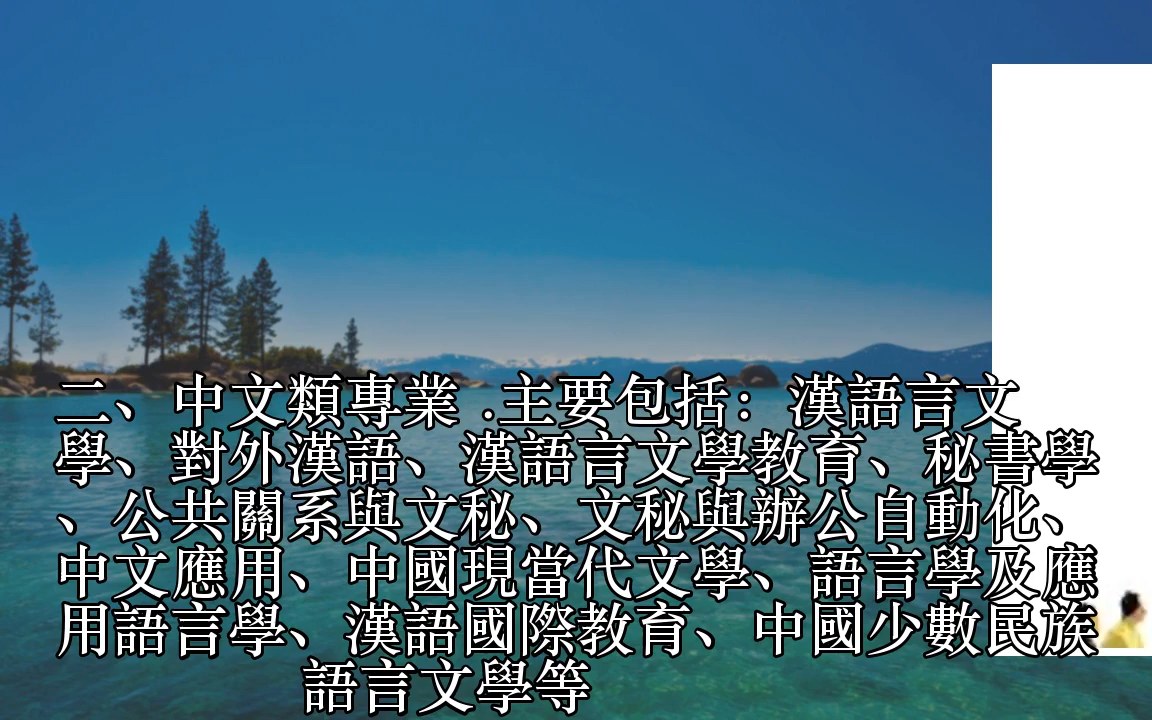 二、中文類專業 .主要包括：漢語言文
學、對外漢語、漢語言文學教育、秘書學
、公共關系與文秘、文秘與辦公自動化、
中文應用、中國現當代文學、語言學及應
用語言學、漢語國際教育、中國少數民族
語言文學等